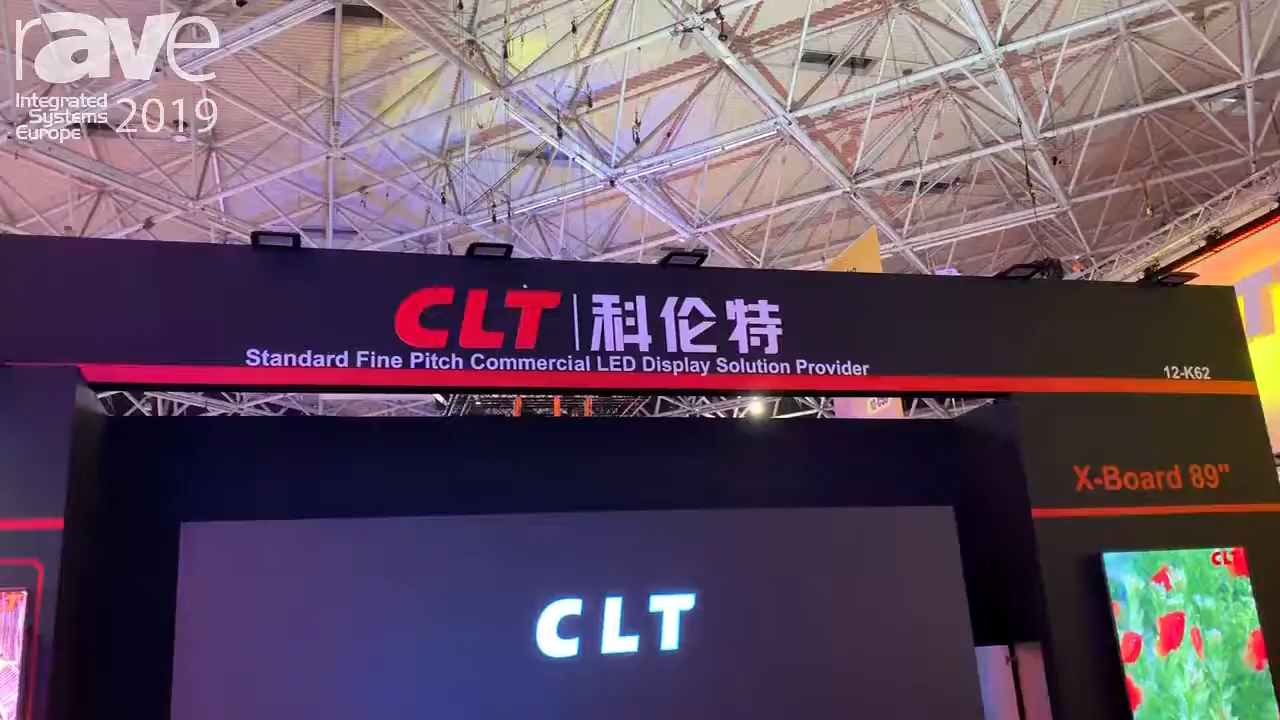 rave
Integrated
Systems
Europe 2019
CLT | 科伦特
Standard Fine Pitch Commercial LED Display Solution Provider
12-K62
X-Board 89"
CLT
CLT